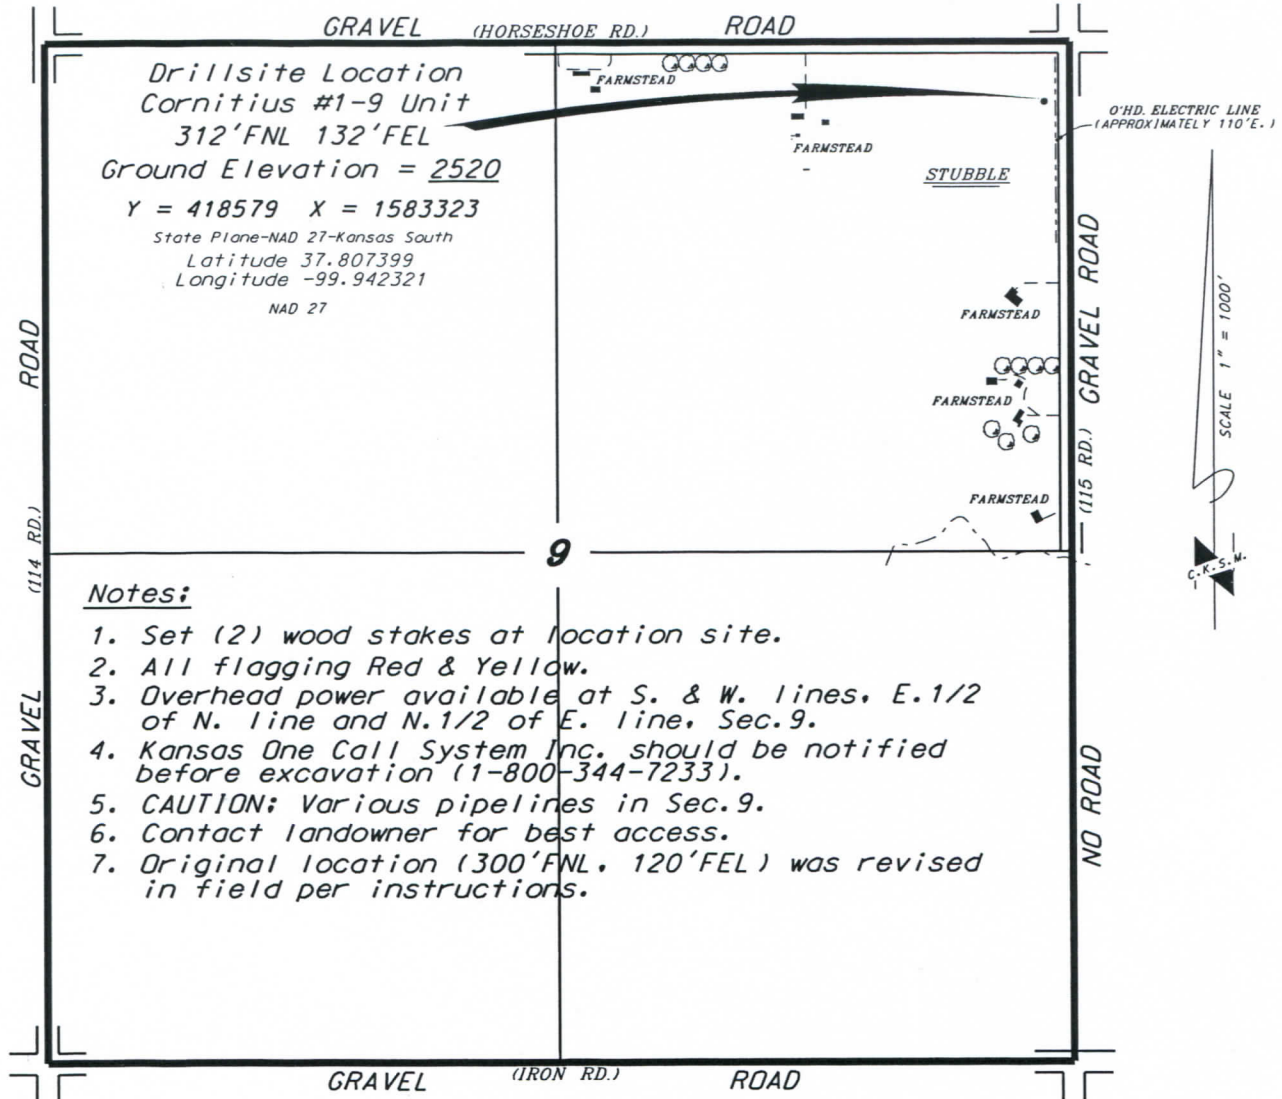 GRAVEL (HORSESHOE RD.) ROAD
Drillsite Location
Cornitius #1-9 Unit
312'FNL 132'FEL
Ground Elevation = 2520
Y = 418579 X = 1583323
State Plane-NAD 27-Kansas South
Latitude 37.807399
Longitude -99.942321
NAD 27
FARMSTEAD
FARMSTEAD
STUBBLE
O'HD. ELECTRIC LINE
(APPROXIMATELY 110'E.)
FARMSTEAD
FARMSTEAD
FARMSTEAD
GRAVEL (114 RD.) ROAD
(115 RD.) GRAVEL ROAD
SCALE 1" = 1000'
C.K.S.M.
9
Notes:
1. Set (2) wood stakes at location site.
2. All flagging Red & Yellow.
3. Overhead power available at S. & W. lines, E.1/2
of N. line and N.1/2 of E. line, Sec.9.
4. Kansas One Call System Inc. should be notified
before excavation (1-800-344-7233).
5. CAUTION: Various pipelines in Sec.9.
6. Contact landowner for best access.
7. Original location (300'FNL, 120'FEL) was revised
in field per instructions.
NO ROAD
GRAVEL (IRON RD.) ROAD